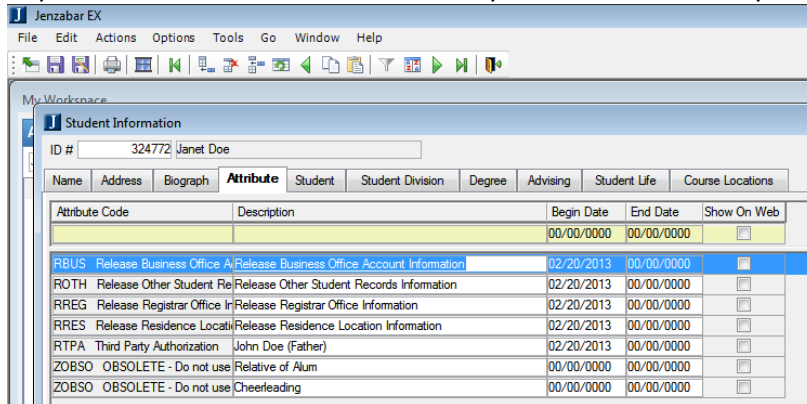 Jenzabar EX
File Edit Actions Options Tools Go Window Help
My Workspace
Student Information
ID # 324772 Janet Doe
Name Address Biograph Attribute Student Student Division Degree Advising Student Life Course Locations
Attribute Code Description Begin Date End Date Show On Web
00/00/0000 00/00/0000
RBUS Release Business Office A Release Business Office Account Information 02/20/2013 00/00/0000
ROTH Release Other Student Re Release Other Student Records Information 02/20/2013 00/00/0000
RREG Release Registrar Office In Release Registrar Office Information 02/20/2013 00/00/0000
RRES Release Residence Locati Release Residence Location Information 02/20/2013 00/00/0000
RTPA Third Party Authorization John Doe (Father) 02/20/2013 00/00/0000
ZOBSO OBSOLETE - Do not use Relative of Alum 00/00/0000 00/00/0000
ZOBSO OBSOLETE - Do not use Cheerleading 00/00/0000 00/00/0000